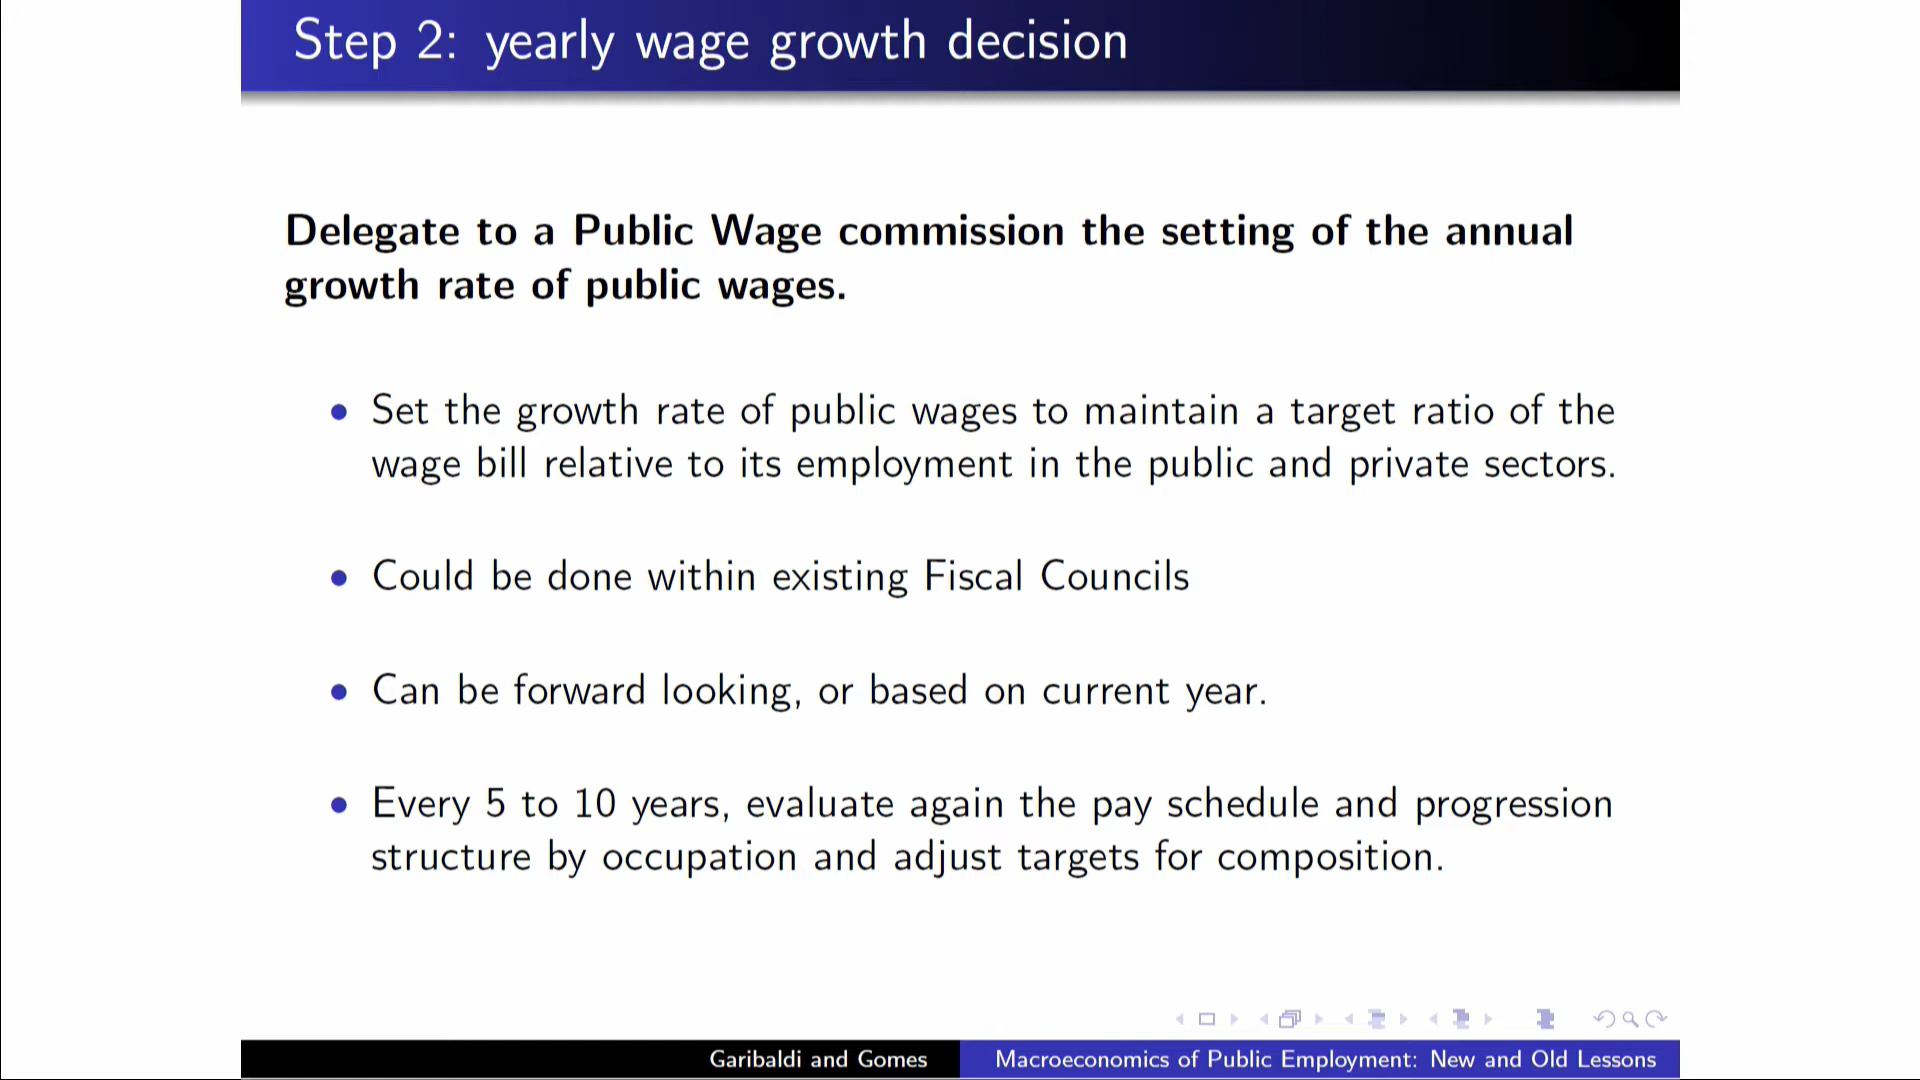 Step 2: yearly wage growth decision
Delegate to a Public Wage commission the setting of the annual
growth rate of public wages.
• Set the growth rate of public wages to maintain a target ratio of the
wage bill relative to its employment in the public and private sectors.
• Could be done within existing Fiscal Councils
• Can be forward looking, or based on current year.
• Every 5 to 10 years, evaluate again the pay schedule and progression
structure by occupation and adjust targets for composition.
Garibaldi and Gomes
Macroeconomics of Public Employment: New and Old Lessons